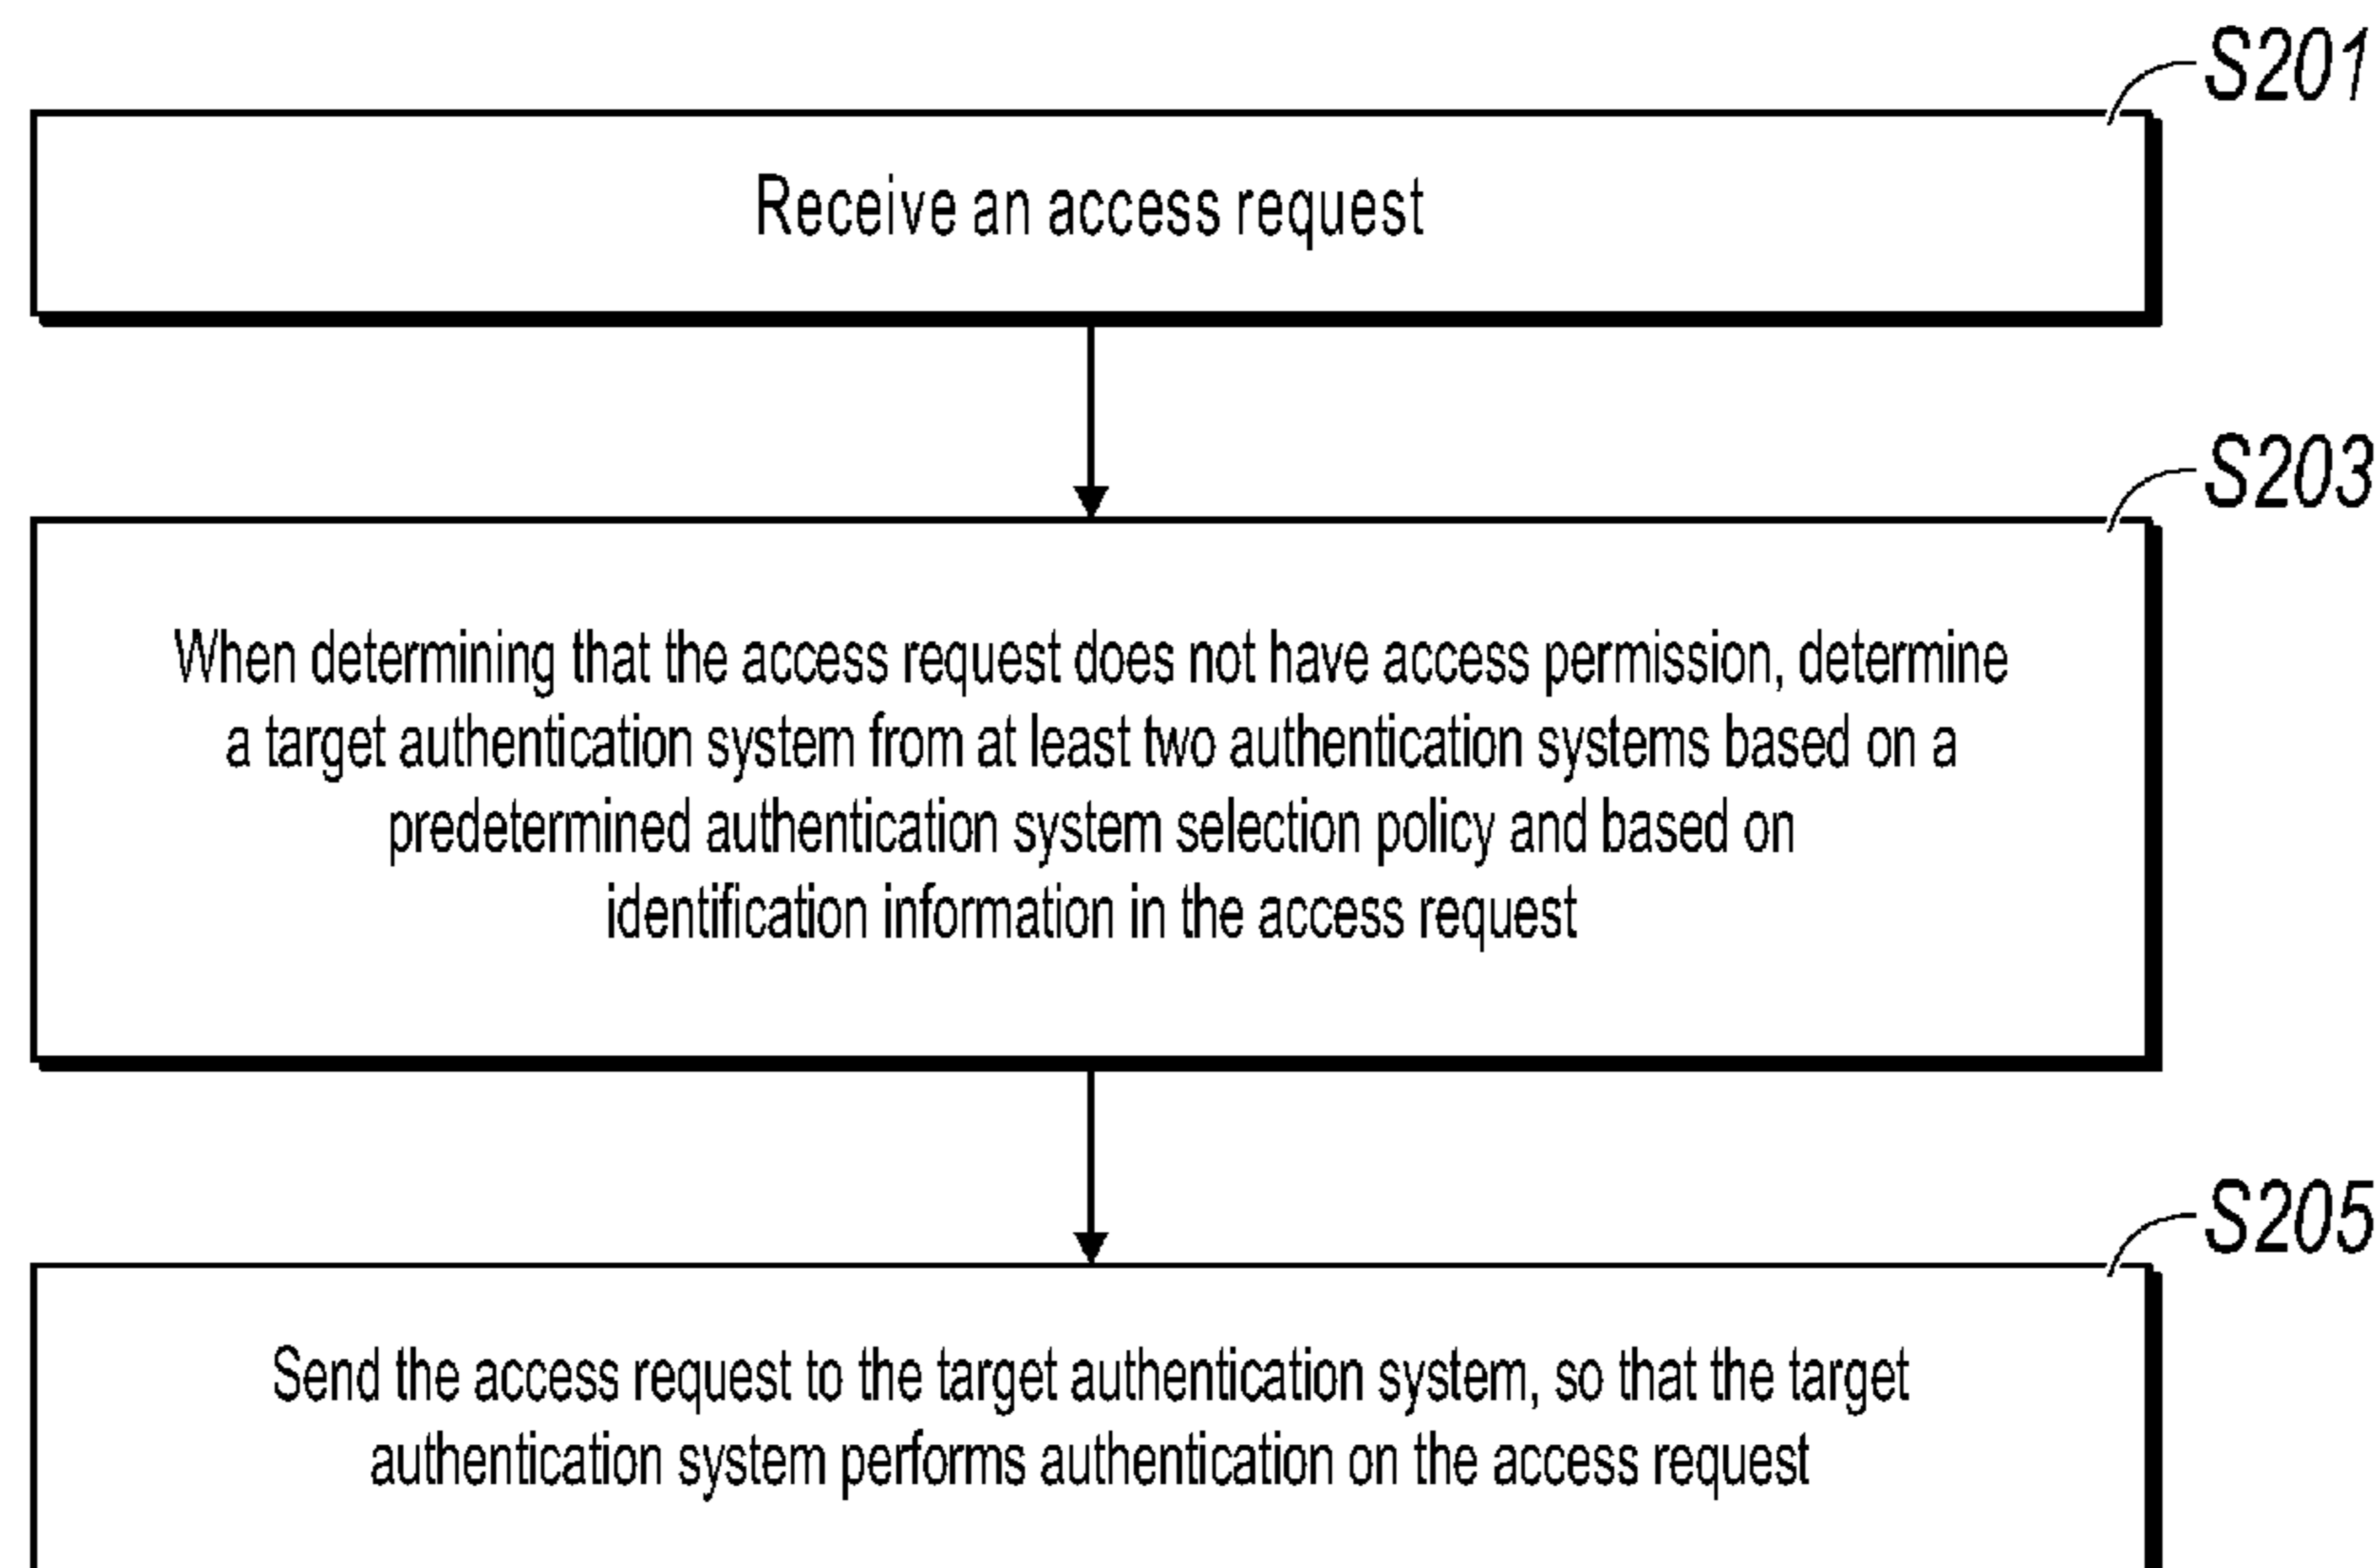 S201
Receive an access request
S203
When determining that the access request does not have access permission, determine
a target authentication system from at least two authentication systems based on a
predetermined authentication system selection policy and based on
identification information in the access request
S205
Send the access request to the target authentication system, so that the target
authentication system performs authentication on the access request